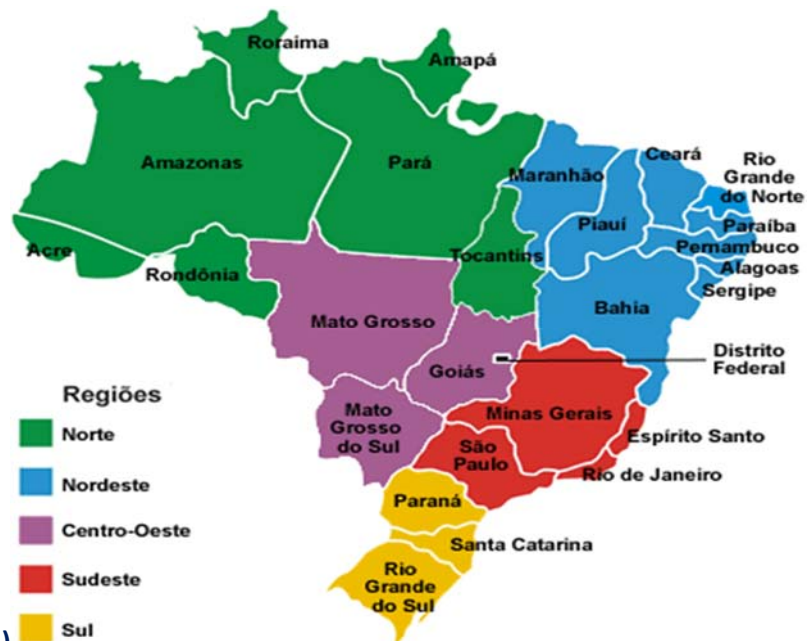 Roraima
Amapá
Amazonas
Pará
Maranhão
Ceará
Rio
Grande
do Norte
Piauí
Paraíba
Pernambuco
Acre
Rondônia
Tocantins
Alagoas
Sergipe
Bahia
Mato Grosso
Goiás
Distrito
Federal
Mato
Grosso
do Sul
Minas Gerais
Espírito Santo
São
Paulo
Rio de Janeiro
Paraná
Santa Catarina
Rio
Grande
do Sul
Regiões
Norte
Nordeste
Centro-Oeste
Sudeste
Sul
)